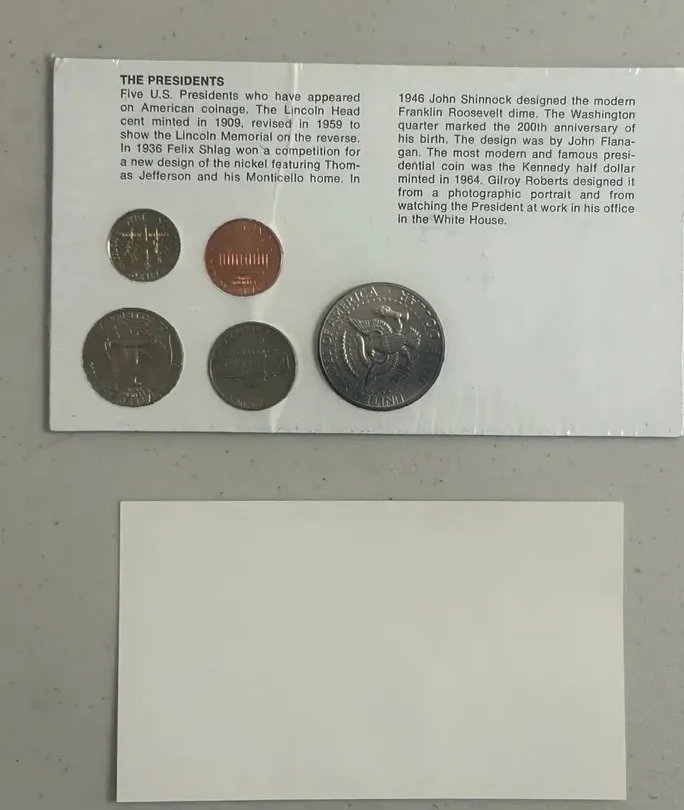 THE PRESIDENTS
Five U.S. Presidents who have appeared
on American coinage. The Lincoln Head
cent minted in 1909, revised in 1959 to
show the Lincoln Memorial on the reverse.
In 1936 Felix Shlag won a competition for
a new design of the nickel featuring Thom-
as Jefferson and his Monticello home. In
1946 John Shinnock designed the modern
Franklin Roosevelt dime. The Washington
quarter marked the 200th anniversary of
his birth. The design was by John Flana-
gan. The most modern and famous presi-
dential coin was the Kennedy half dollar
minted in 1964. Gilroy Roberts designed it
from a photographic portrait and from
watching the President at work in his office
in the White House.
OF AMERICA
UNITED